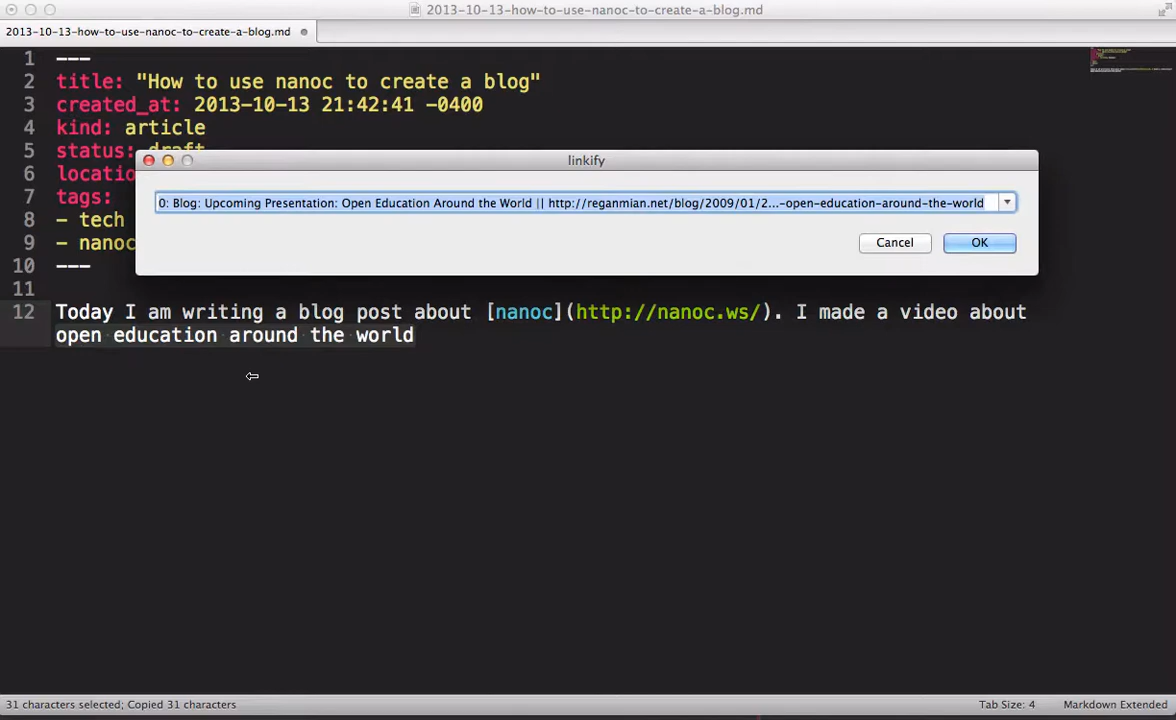 2013-10-13-how-to-use-nanoc-to-create-a-blog.md
2013-10-13-how-to-use-nanoc-to-create-a-blog.md
1 ---
2 title: "How to use nanoc to create a blog"
3 created_at: 2013-10-13 21:42:41 -0400
4 kind: article
5 status: draft
linkify
6 locatio
0: Blog: Upcoming Presentation: Open Education Around the World || http://reganmian.net/blog/2009/01/2...-open-education-around-the-world
7 tags:
8 - tech
9 - nanoc
Cancel OK
10 ---
11
12 Today I am writing a blog post about [nanoc](http://nanoc.ws/). I made a video about
open education around the world
31 characters selected; Copied 31 characters Tab Size: 4 Markdown Extended